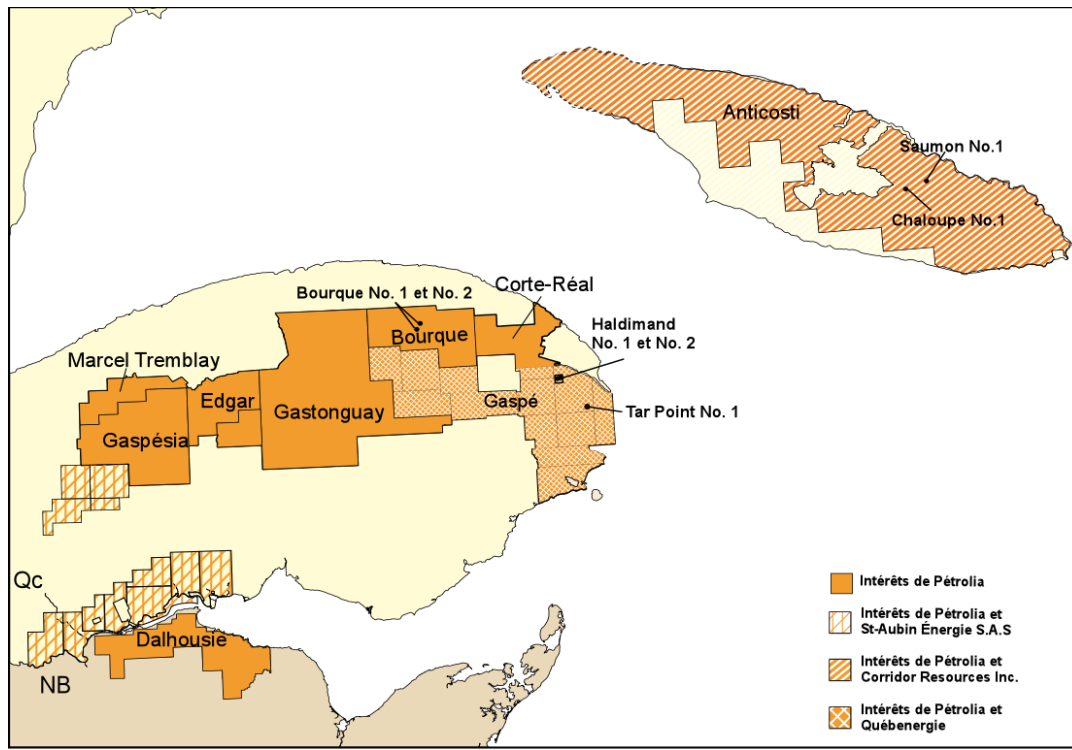 Anticosti
Saumon No.1
Chaloupe No.1
Corte-Réal
Bourque No. 1 et No. 2
Haldimand
No. 1 et No. 2
Bourque
Marcel Tremblay
Edgar
Gastonguay
Gaspé
Tar Point No. 1
Gaspésia
Qc
Dalhousie
NB
Intérêts de Pétrolia
Intérêts de Pétrolia et
St-Aubin Énergie S.A.S
Intérêts de Pétrolia et
Corridor Resources Inc.
Intérêts de Pétrolia et
Québenergie